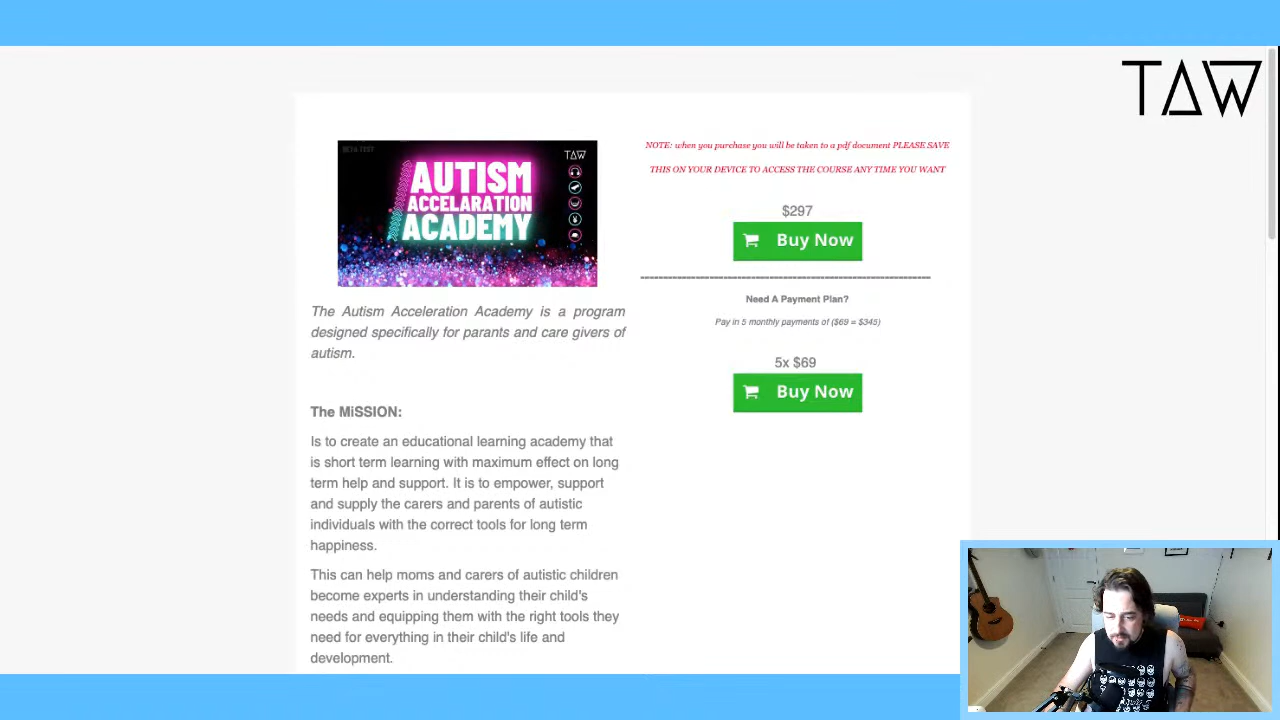 TAW
BETA TEST
TAW
AUTISM
ACCELARATION
ACADEMY
The Autism Acceleration Academy is a program
designed specifically for parants and care givers of
autism.
The MiSSION:
Is to create an educational learning academy that
is short term learning with maximum effect on long
term help and support. It is to empower, support
and supply the carers and parents of autistic
individuals with the correct tools for long term
happiness.
This can help moms and carers of autistic children
become experts in understanding their child's
needs and equipping them with the right tools they
need for everything in their child's life and
development.
NOTE: when you purchase you will be taken to a pdf document PLEASE SAVE
THIS ON YOUR DEVICE TO ACCESS THE COURSE ANY TIME YOU WANT
$297
Buy Now
Need A Payment Plan?
Pay in 5 monthly payments of ($69 = $345)
5x $69
Buy Now